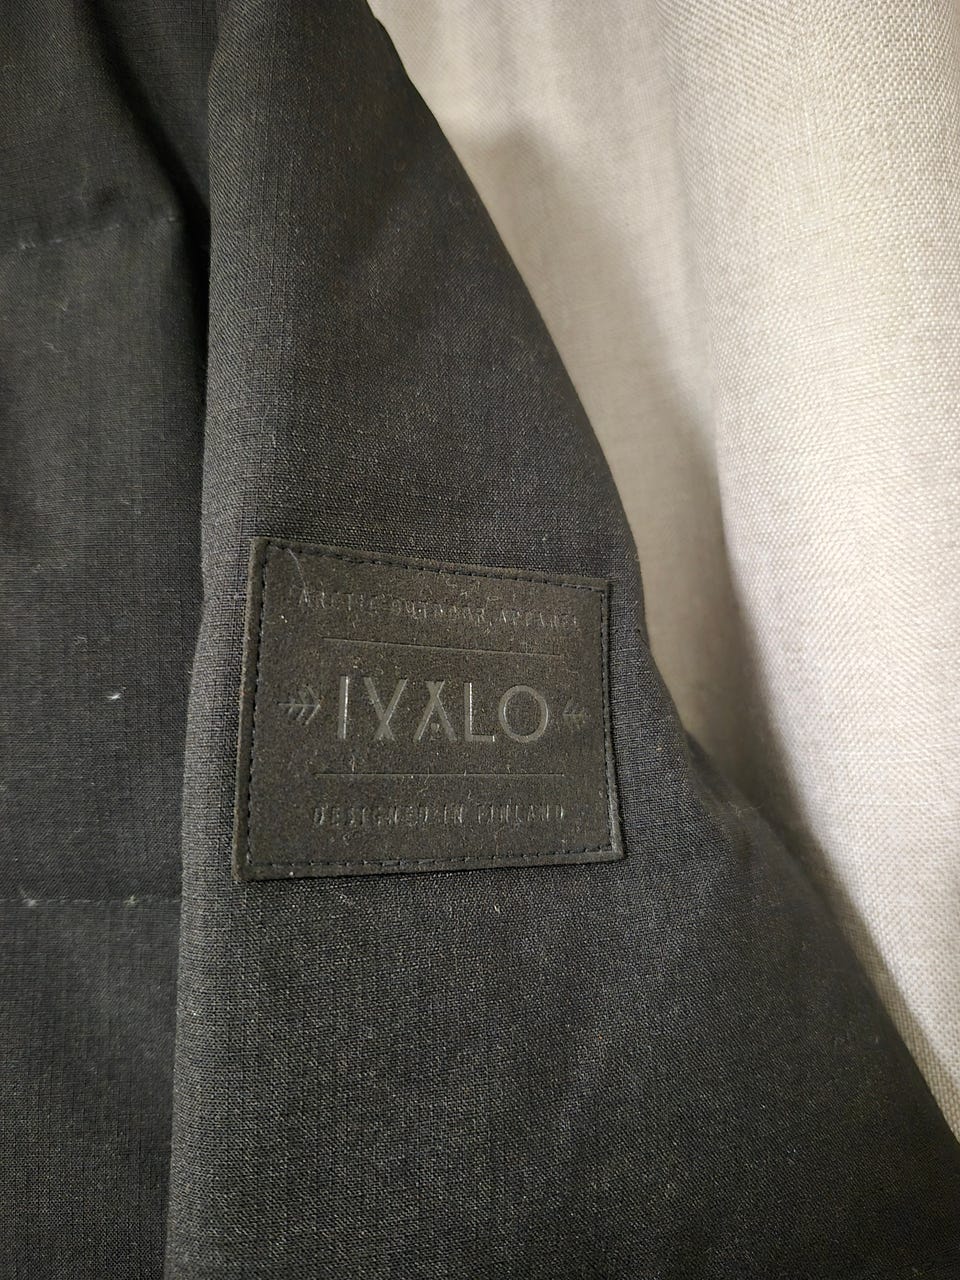 ARCTIC OUTDOOR APPAREL
IVALO
DESIGNED IN FINLAND